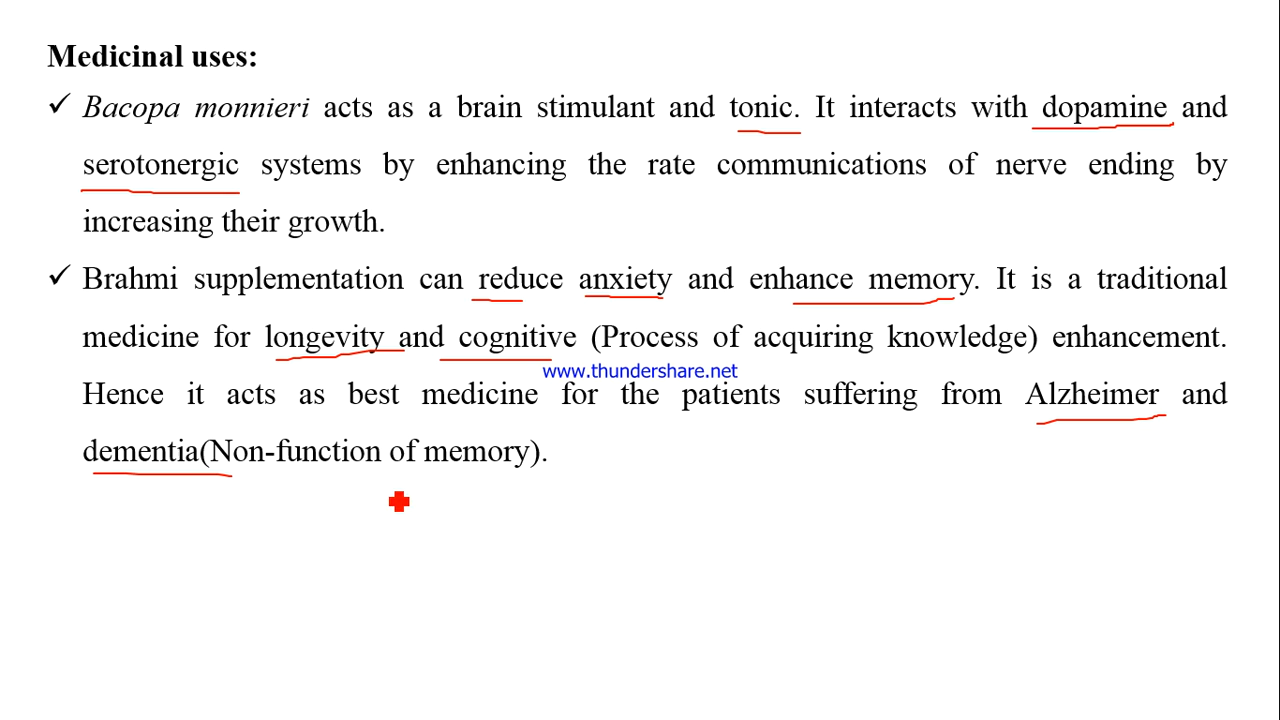 Medicinal uses:
✓ Bacopa monnieri acts as a brain stimulant and tonic. It interacts with dopamine and
serotonergic systems by enhancing the rate communications of nerve ending by
increasing their growth.
✓ Brahmi supplementation can reduce anxiety and enhance memory. It is a traditional
medicine for longevity and cognitive (Process of acquiring knowledge) enhancement.
www.thundershare.net
Hence it acts as best medicine for the patients suffering from Alzheimer and
dementia(Non-function of memory).